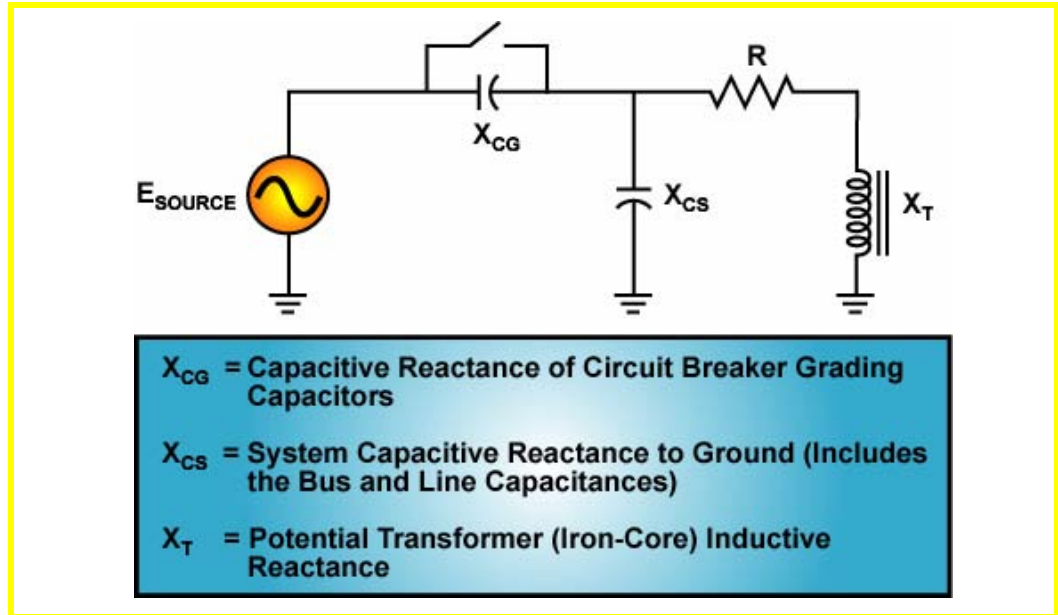 R
X_CG
E_SOURCE
X_CS
X_T
X_CG = Capacitive Reactance of Circuit Breaker Grading
Capacitors
X_CS = System Capacitive Reactance to Ground (Includes
the Bus and Line Capacitances)
X_T = Potential Transformer (Iron-Core) Inductive
Reactance